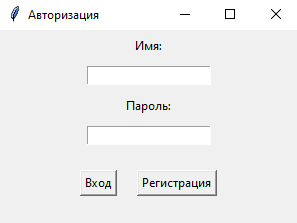 Авторизация
Имя:
Пароль:
Вход Регистрация